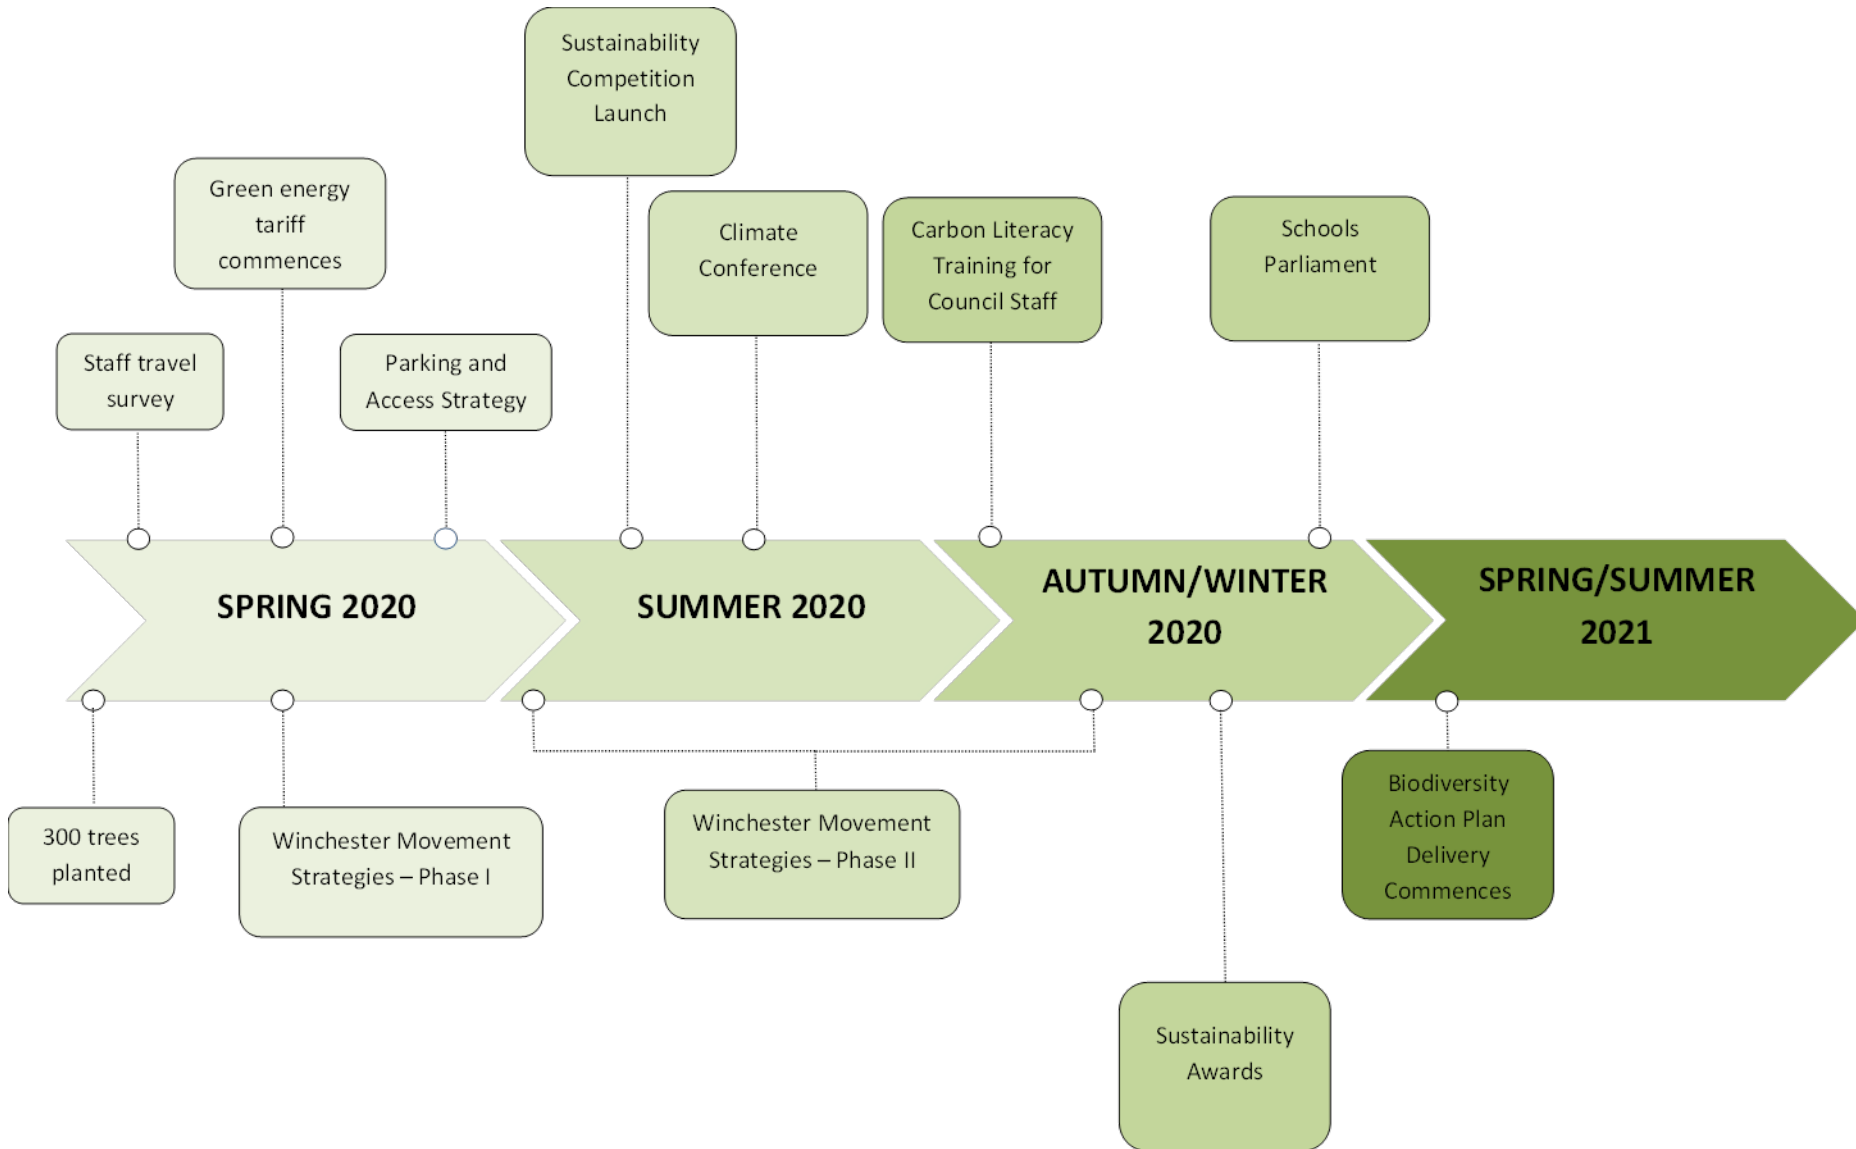 Sustainability
Competition
Launch
Green energy
tariff
commences
Climate
Conference
Carbon Literacy
Training for
Council Staff
Schools
Parliament
Staff travel
survey
Parking and
Access Strategy
SPRING 2020
SUMMER 2020
AUTUMN/WINTER
2020
SPRING/SUMMER
2021
300 trees
planted
Winchester Movement
Strategies – Phase I
Winchester Movement
Strategies – Phase II
Biodiversity
Action Plan
Delivery
Commences
Sustainability
Awards